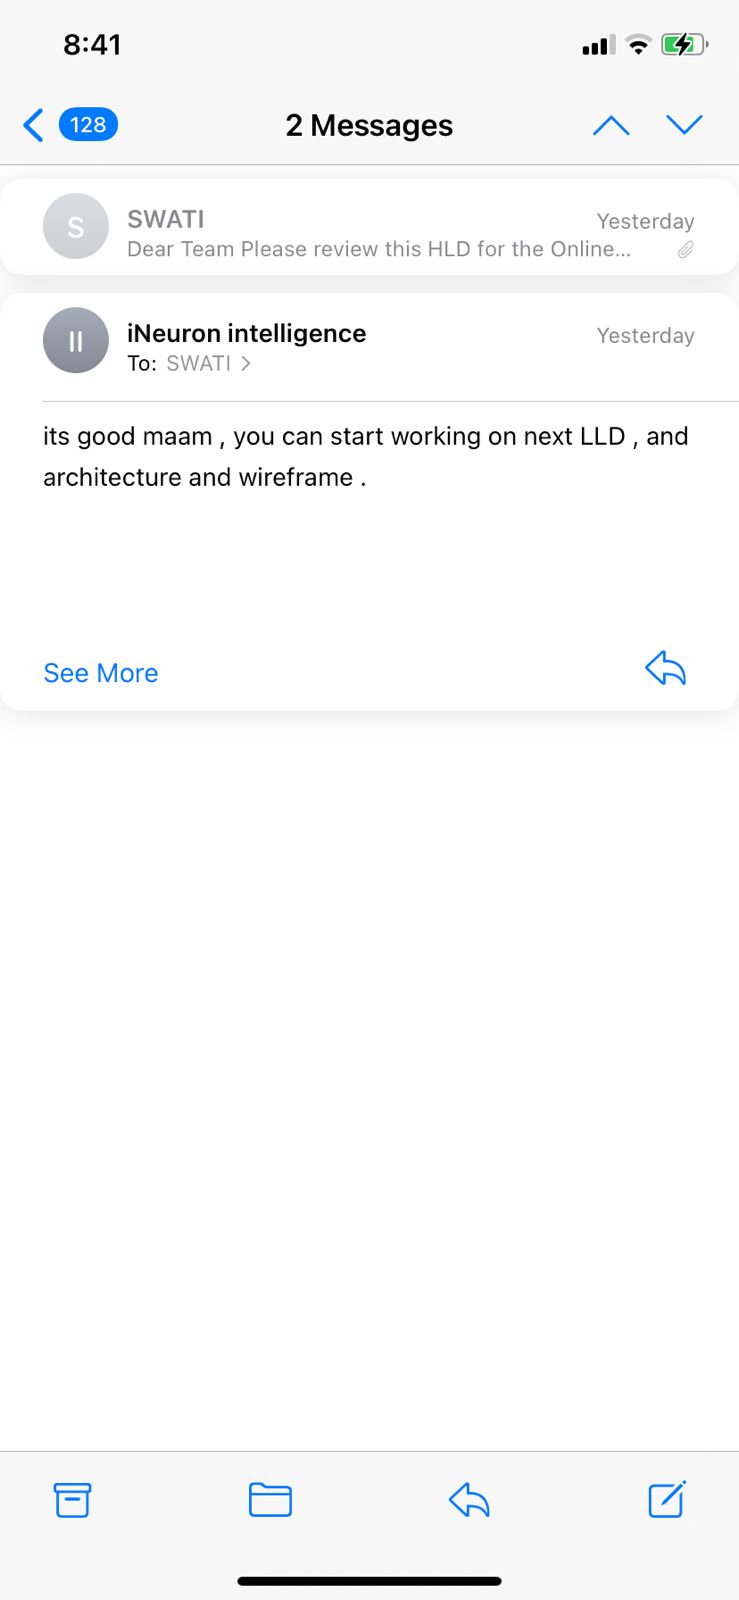 8:41
128
2 Messages
S
SWATI
Yesterday
Dear Team Please review this HLD for the Online...
II
iNeuron intelligence
Yesterday
To: SWATI
its good maam , you can start working on next LLD , and
architecture and wireframe .
See More